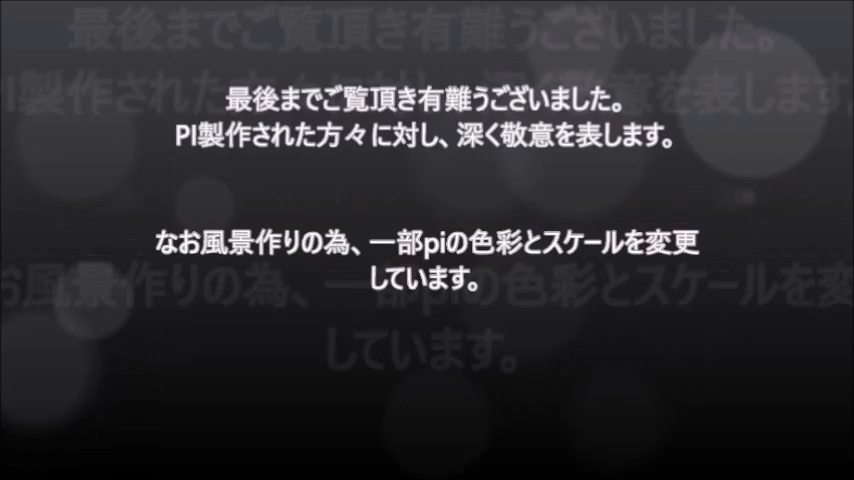 最後までご覧頂き有難うございました。
PI製作された方々に対し、深く敬意を表します。
なお風景作りの為、一部piの色彩とスケールを変更
しています。